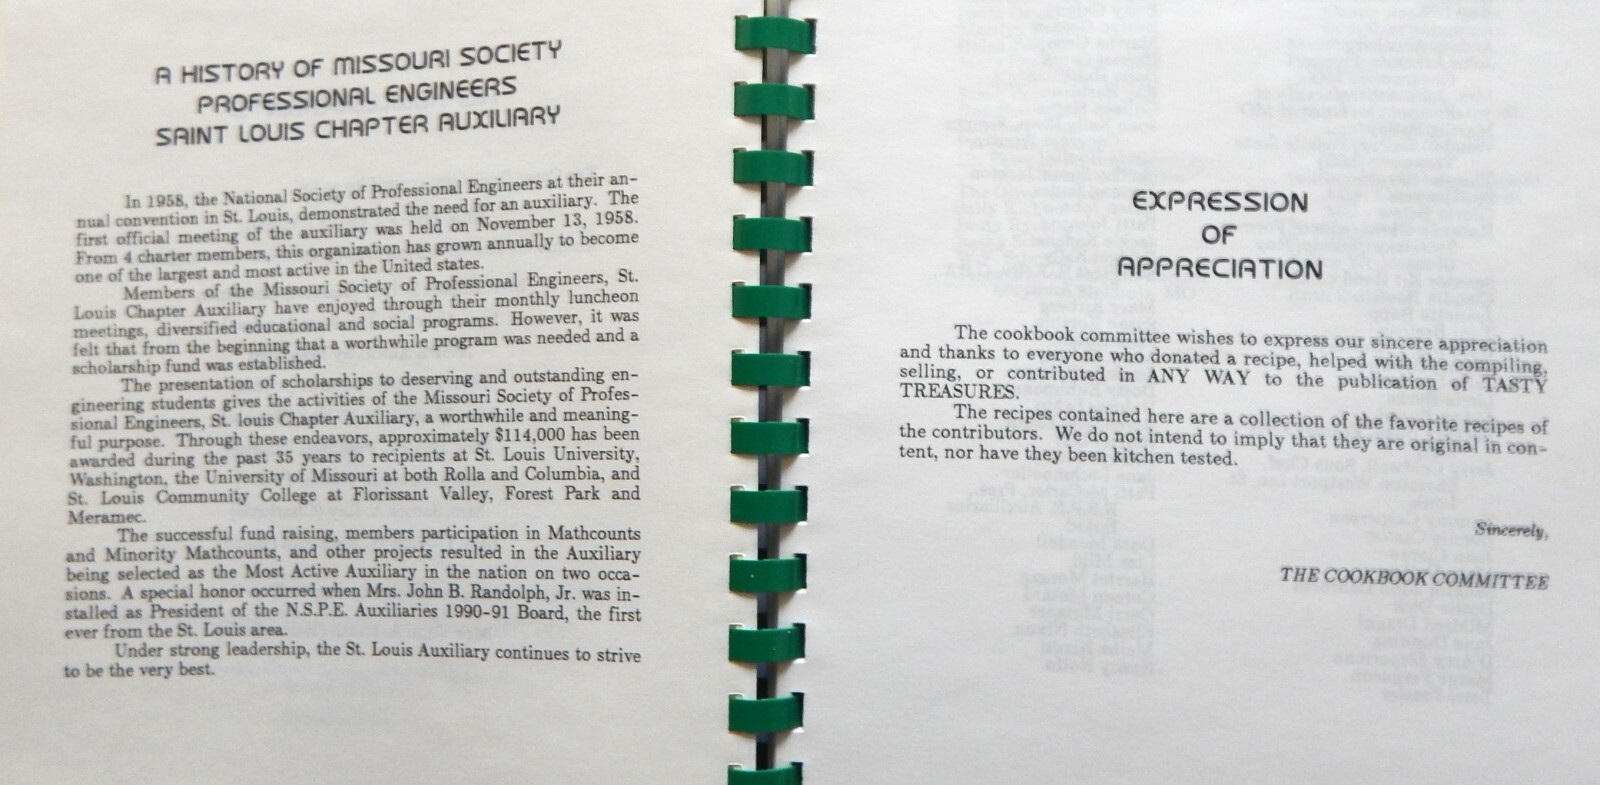 A HISTORY OF MISSOURI SOCIETY
PROFESSIONAL ENGINEERS
SAINT LOUIS CHAPTER AUXILIARY
In 1958, the National Society of Professional Engineers at their an-
nual convention in St. Louis, demonstrated the need for an auxiliary. The
first official meeting of the auxiliary was held on November 13, 1958.
From 4 charter members, this organization has grown annually to become
one of the largest and most active in the United states.
Members of the Missouri Society of Professional Engineers, St.
Louis Chapter Auxiliary have enjoyed through their monthly luncheon
meetings, diversified educational and social programs. However, it was
felt that from the beginning that a worthwhile program was needed and a
scholarship fund was established.
The presentation of scholarships to deserving and outstanding en-
gineering students gives the activities of the Missouri Society of Profes-
sional Engineers, St. louis Chapter Auxiliary, a worthwhile and meaning-
ful purpose. Through these endeavors, approximately $114,000 has been
awarded during the past 35 years to recipients at St. Louis University,
Washington, the University of Missouri at both Rolla and Columbia, and
St. Louis Community College at Florissant Valley, Forest Park and
Meramec.
The successful fund raising, members participation in Mathcounts
and Minority Mathcounts, and other projects resulted in the Auxiliary
being selected as the Most Active Auxiliary in the nation on two occa-
sions. A special honor occurred when Mrs. John B. Randolph, Jr. was in-
stalled as President of the N.S.P.E. Auxiliaries 1990-91 Board, the first
ever from the St. Louis area.
Under strong leadership, the St. Louis Auxiliary continues to strive
to be the very best.
EXPRESSION
OF
APPRECIATION
The cookbook committee wishes to express our sincere appreciation
and thanks to everyone who donated a recipe, helped with the compiling,
selling, or contributed in ANY WAY to the publication of TASTY
TREASURES.
The recipes contained here are a collection of the favorite recipes of
the contributors. We do not intend to imply that they are original in con-
tent, nor have they been kitchen tested.
Sincerely,
THE COOKBOOK COMMITTEE